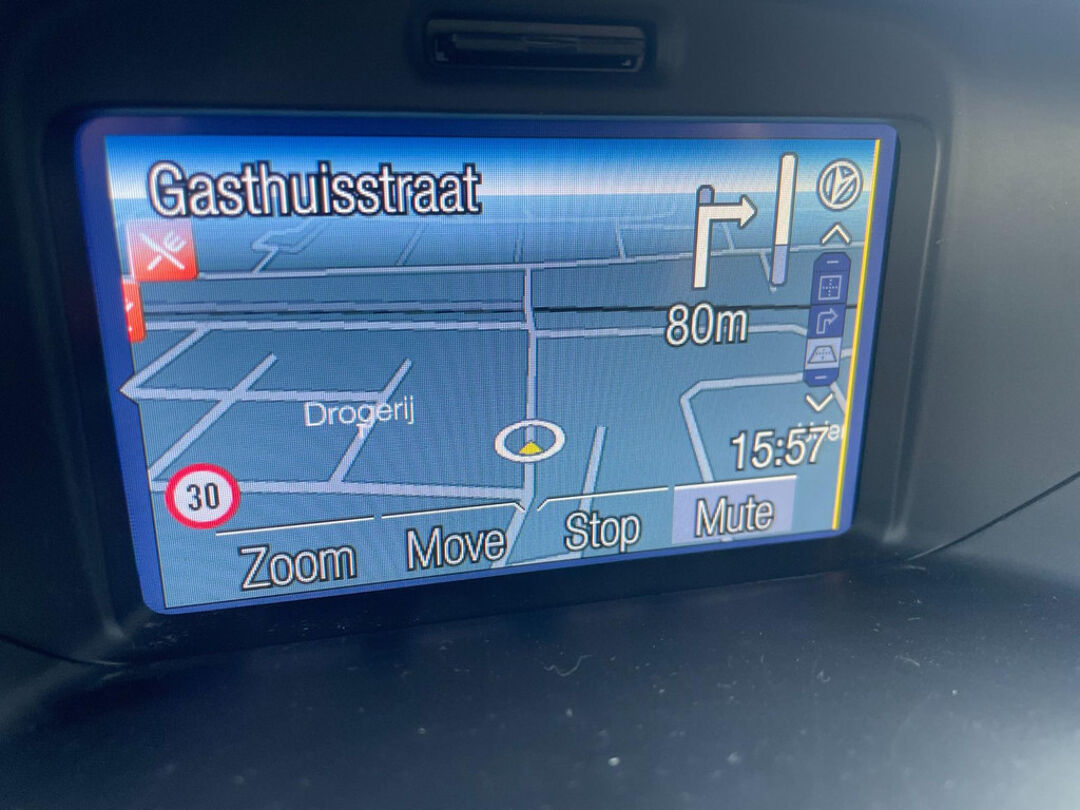 Gasthuisstraat
80m
Drogerij
15:57
30
Zoom
Move
Stop
Mute